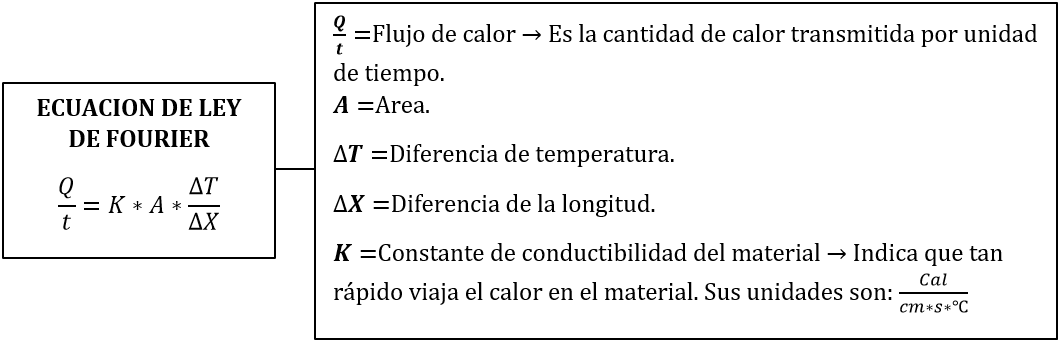 ECUACION DE LEY
DE FOURIER
Q/t = K ∗ A ∗ ΔT/ΔX
Q/t =Flujo de calor → Es la cantidad de calor transmitida por unidad
de tiempo.
A =Area.
ΔT =Diferencia de temperatura.
ΔX =Diferencia de la longitud.
K =Constante de conductibilidad del material → Indica que tan
rápido viaja el calor en el material. Sus unidades son: Cal/cm∗s∗°C